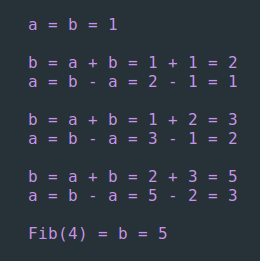 a = b = 1
b = a + b = 1 + 1 = 2
a = b - a = 2 - 1 = 1
b = a + b = 1 + 2 = 3
a = b - a = 3 - 1 = 2
b = a + b = 2 + 3 = 5
a = b - a = 5 - 2 = 3
Fib(4) = b = 5